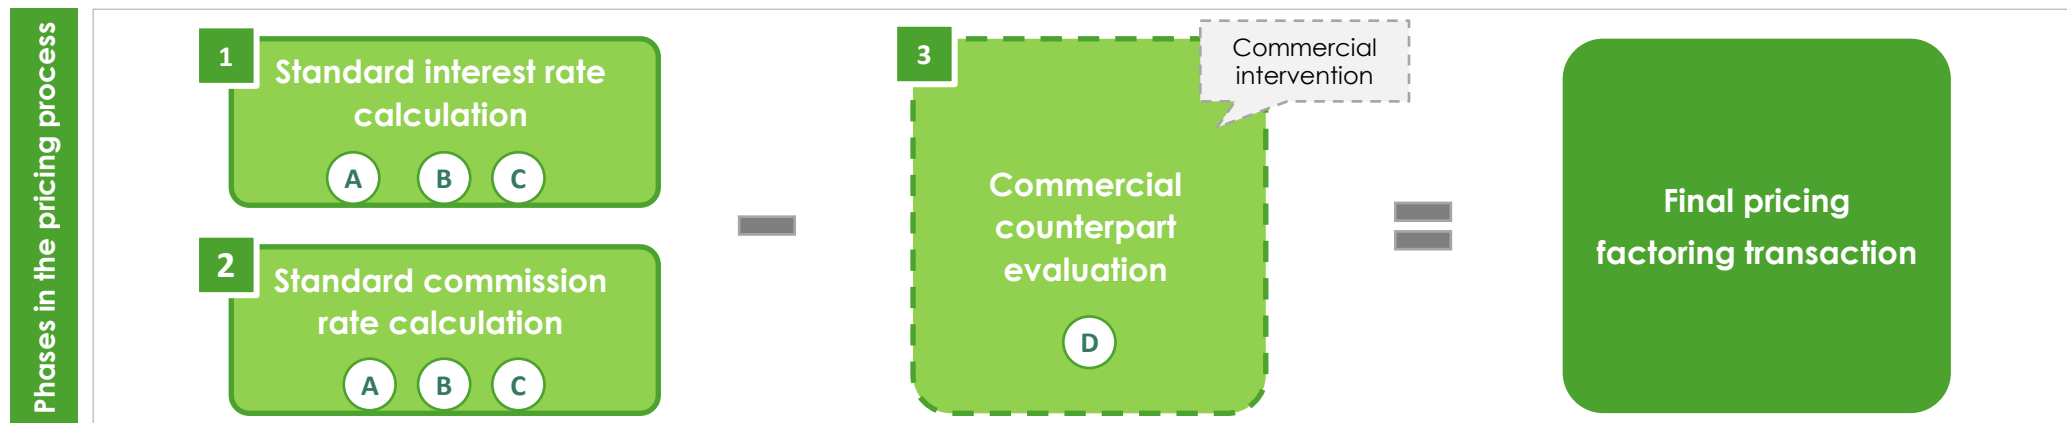 Phases in the pricing process
1
Standard interest rate
calculation
A B C
2
Standard commission
rate calculation
A B C
3
Commercial
intervention
Commercial
counterpart
evaluation
D
Final pricing
factoring transaction